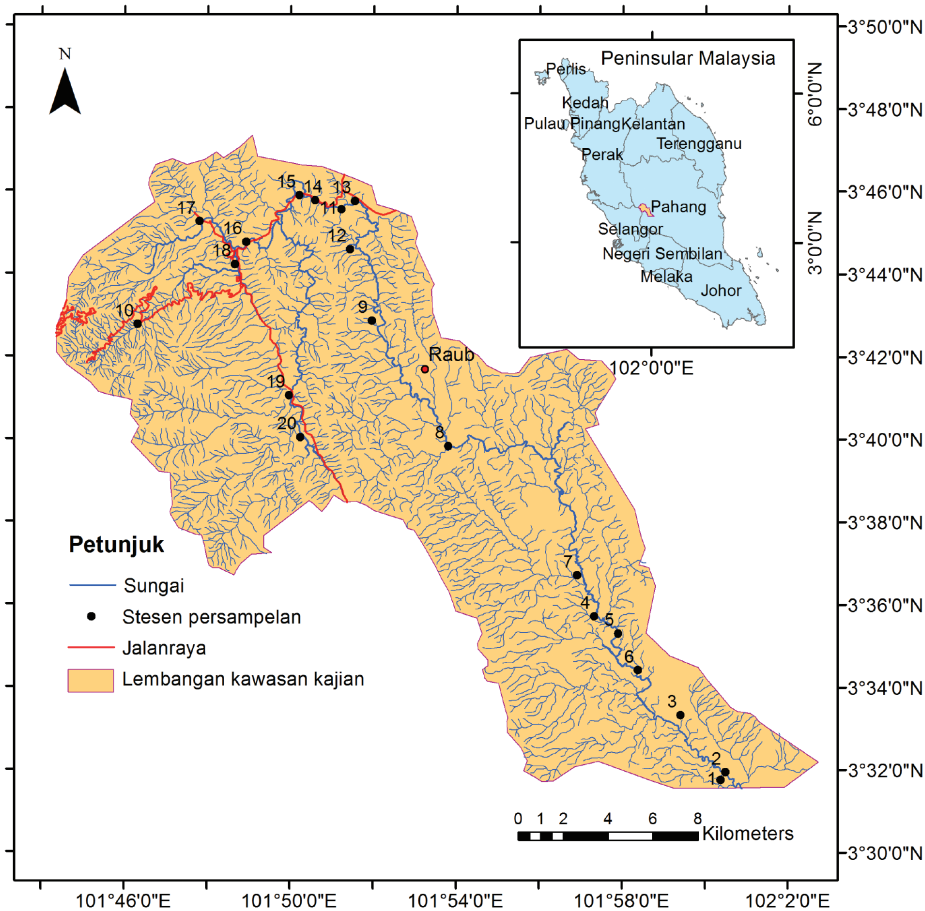 N
Peninsular Malaysia
Perlis
Kedah
Pulau Pinang
Kelantan
Terengganu
Perak
Pahang
Selangor
Negeri Sembilan
Melaka
Johor
6°0'0"N
3°0'0"N
102°0'0"E
3°50'0"N
3°48'0"N
3°46'0"N
3°44'0"N
3°42'0"N
3°40'0"N
3°38'0"N
3°36'0"N
3°34'0"N
3°32'0"N
3°30'0"N
15
14
13
17
11
16
12
18
10
9
Raub
19
20
8
7
4
5
6
3
2
1
Petunjuk
Sungai
Stesen persampelan
Jalanraya
Lembangan kawasan kajian
0 1 2 4 6 8
Kilometers
101°46'0"E
101°50'0"E
101°54'0"E
101°58'0"E
102°2'0"E